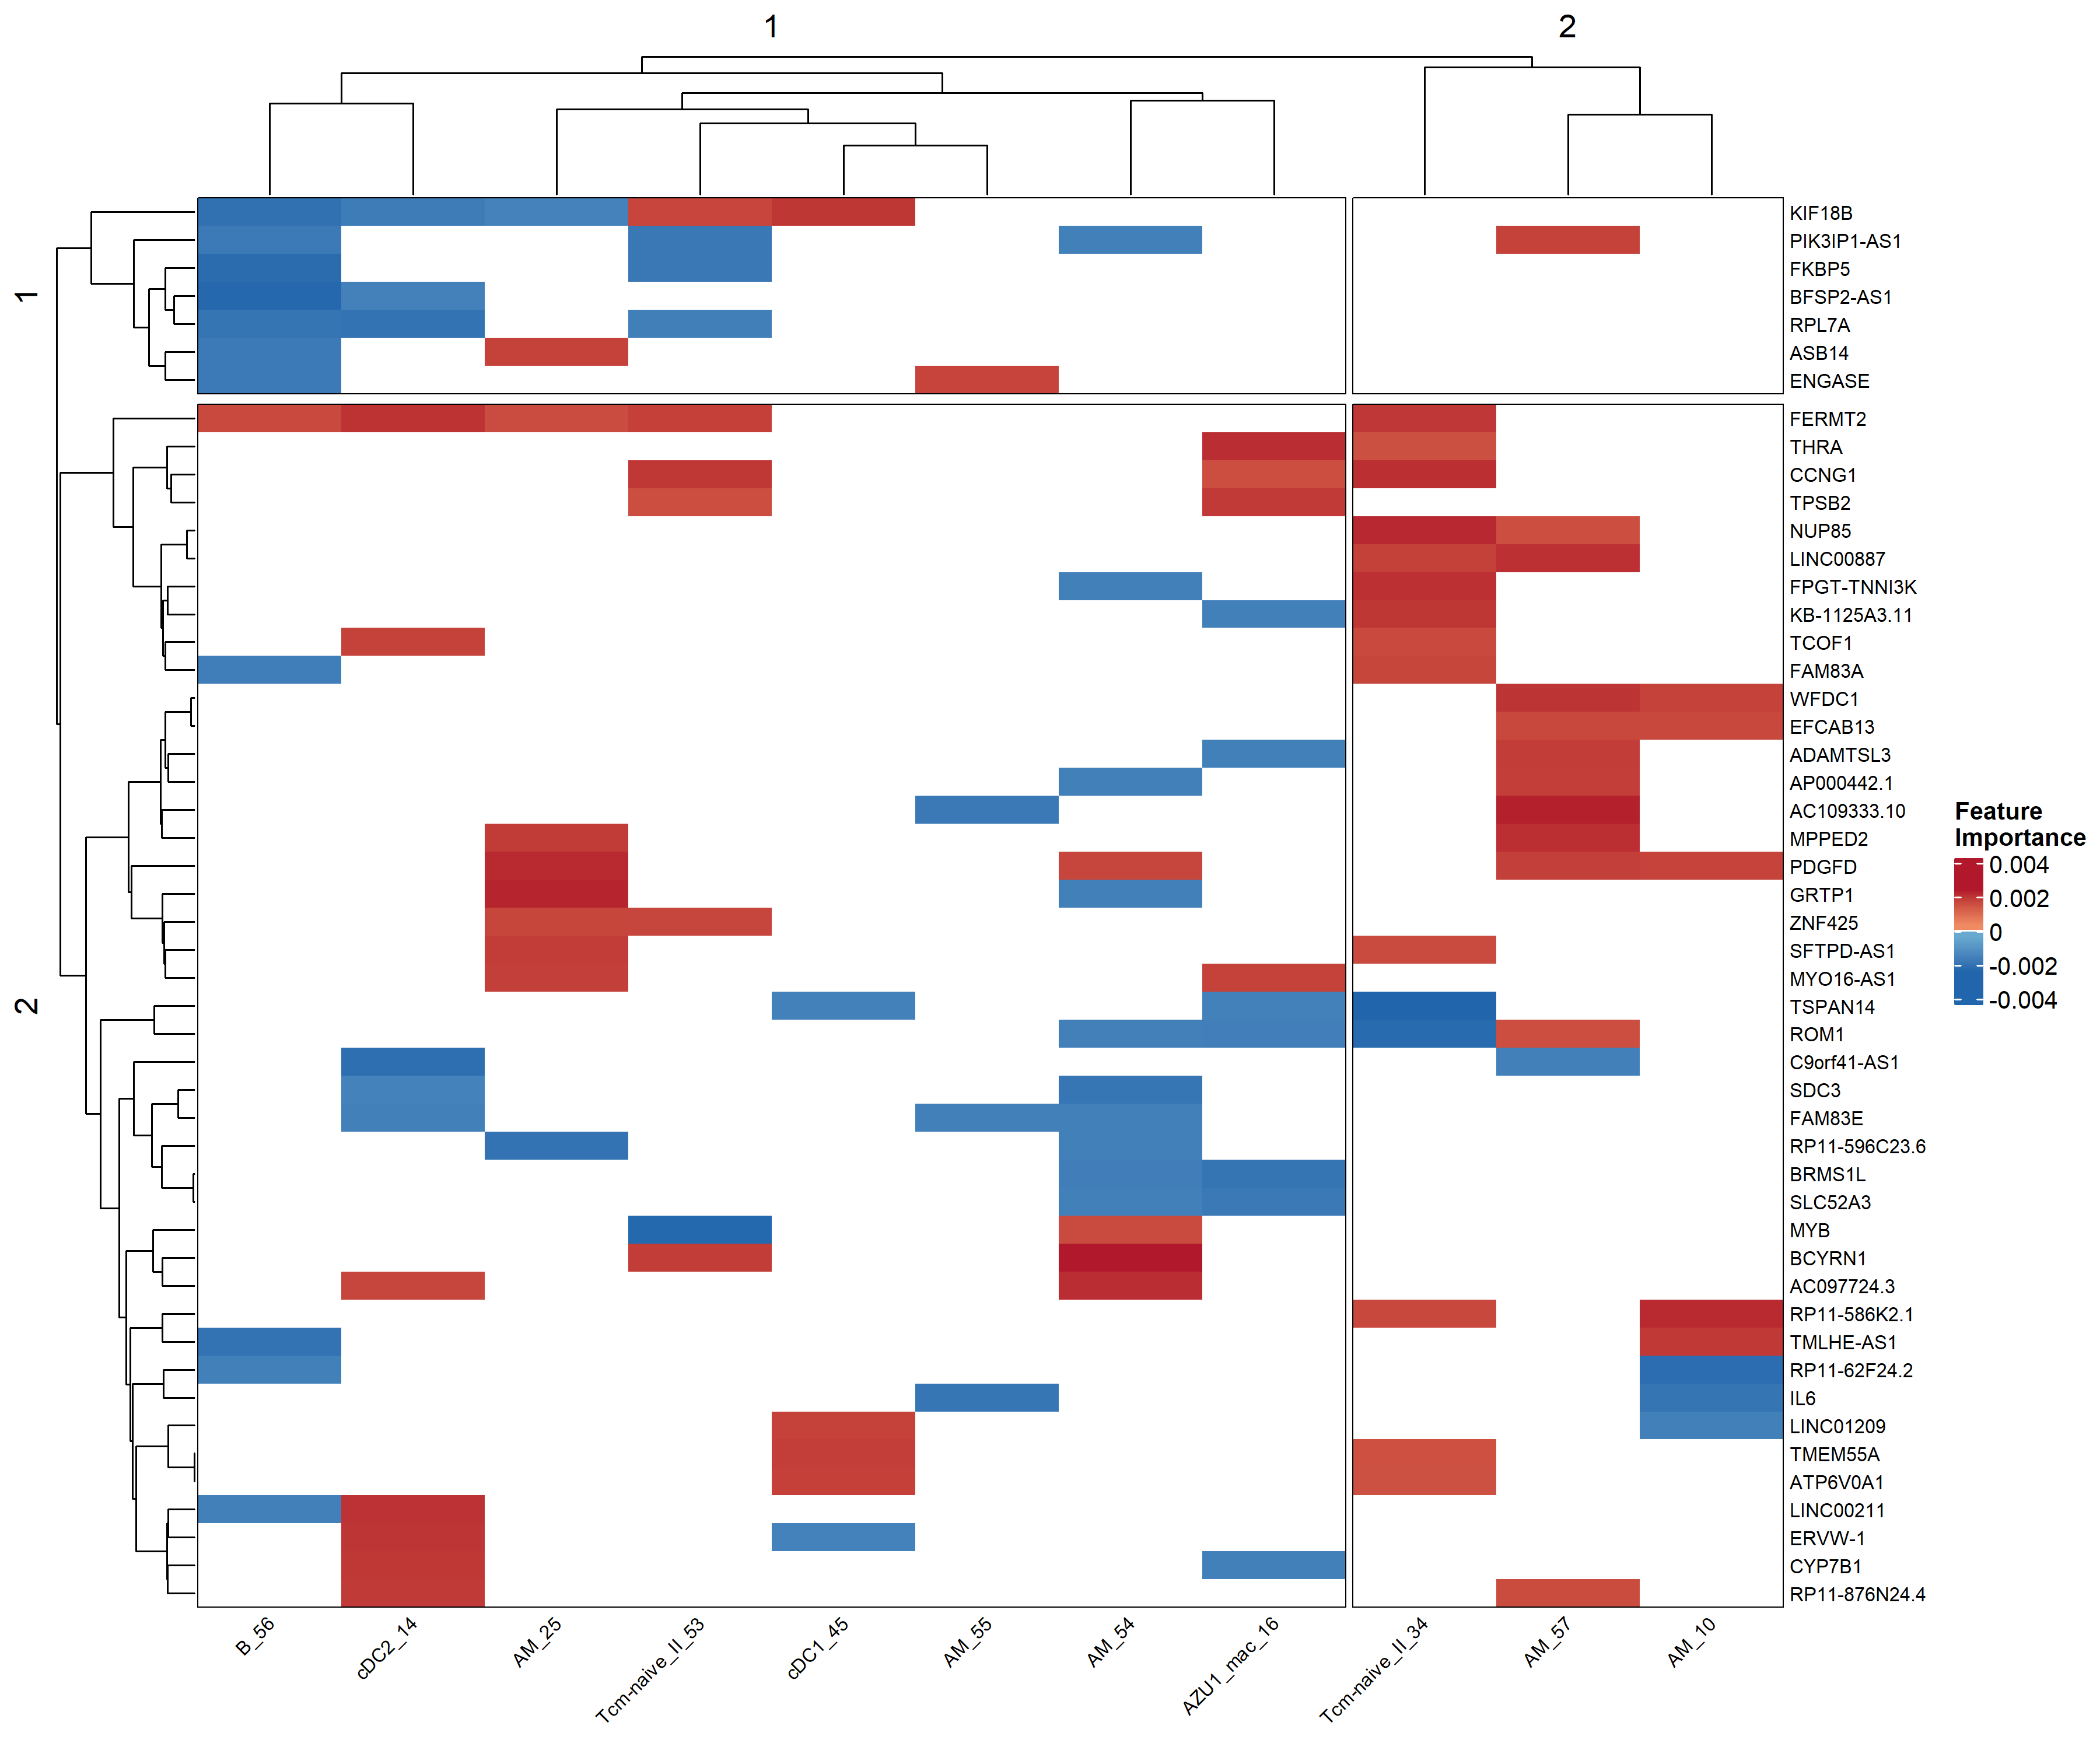 1
2
1
2
KIF18B
PIK3IP1-AS1
FKBP5
BFSP2-AS1
RPL7A
ASB14
ENGASE
FERMT2
THRA
CCNG1
TPSB2
NUP85
LINC00887
FPGT-TNNI3K
KB-1125A3.11
TCOF1
FAM83A
WFDC1
EFCAB13
ADAMTSL3
AP000442.1
AC109333.10
MPPED2
PDGFD
GRTP1
ZNF425
SFTPD-AS1
MYO16-AS1
TSPAN14
ROM1
C9orf41-AS1
SDC3
FAM83E
RP11-596C23.6
BRMS1L
SLC52A3
MYB
BCYRN1
AC097724.3
RP11-586K2.1
TMLHE-AS1
RP11-62F24.2
IL6
LINC01209
TMEM55A
ATP6V0A1
LINC00211
ERVW-1
CYP7B1
RP11-876N24.4
B_56
cDC2_14
AM_25
Tcm-naive_II_53
cDC1_45
AM_55
AM_54
AZU1_mac_16
Tcm-naive_II_34
AM_57
AM_10
Feature
Importance
0.004
0.002
0
-0.002
-0.004